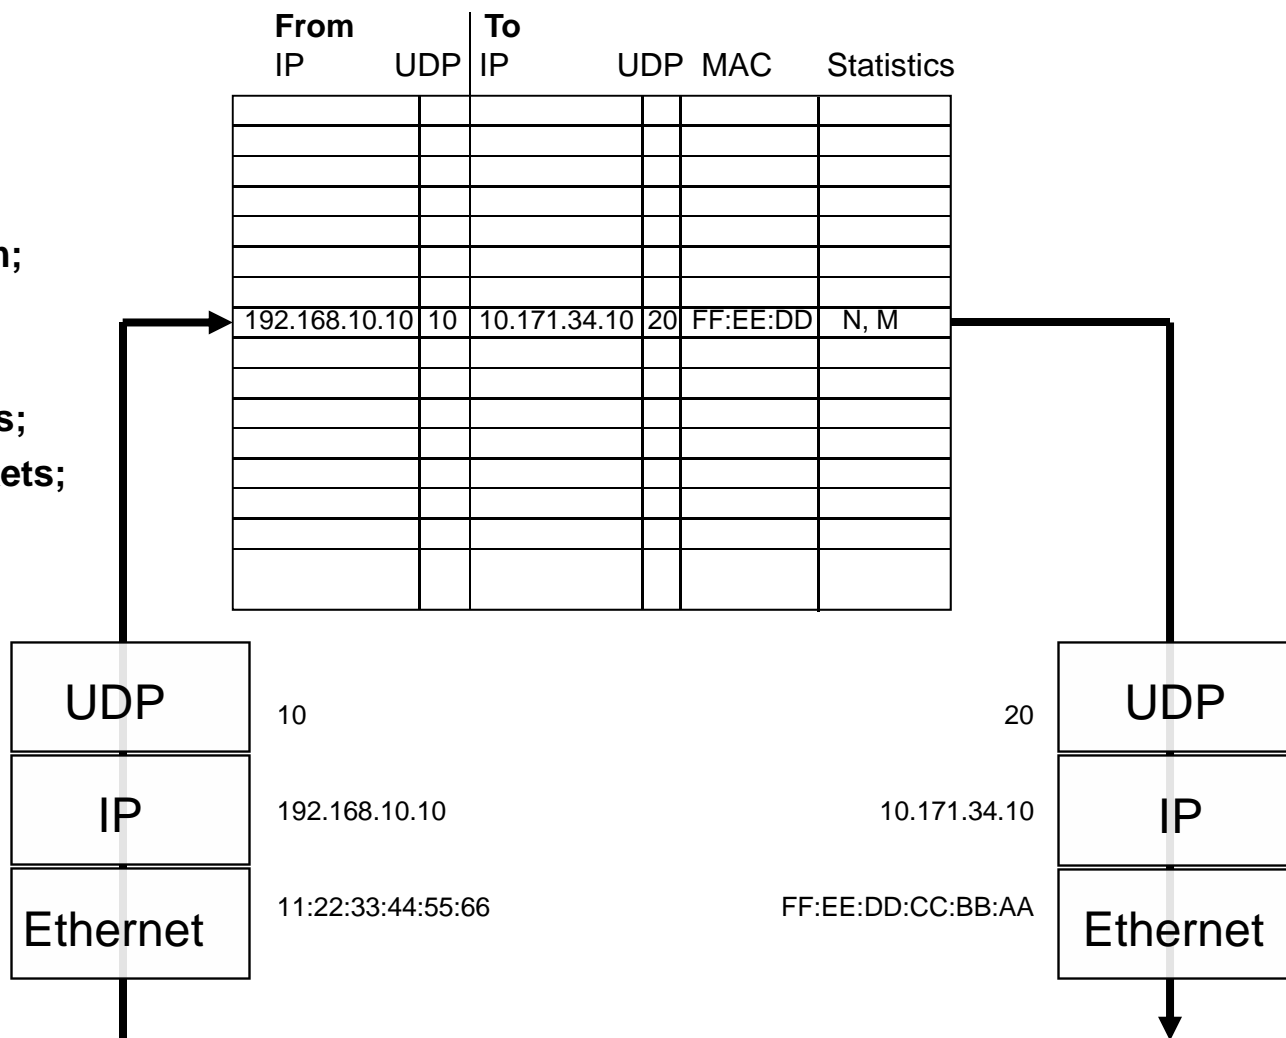 From To
IP UDP IP UDP MAC Statistics
n;
192.168.10.10 10 10.171.34.10 20 FF:EE:DD N, M
s;
ets;
UDP 10 20 UDP
IP 192.168.10.10 10.171.34.10 IP
Ethernet 11:22:33:44:55:66 FF:EE:DD:CC:BB:AA Ethernet